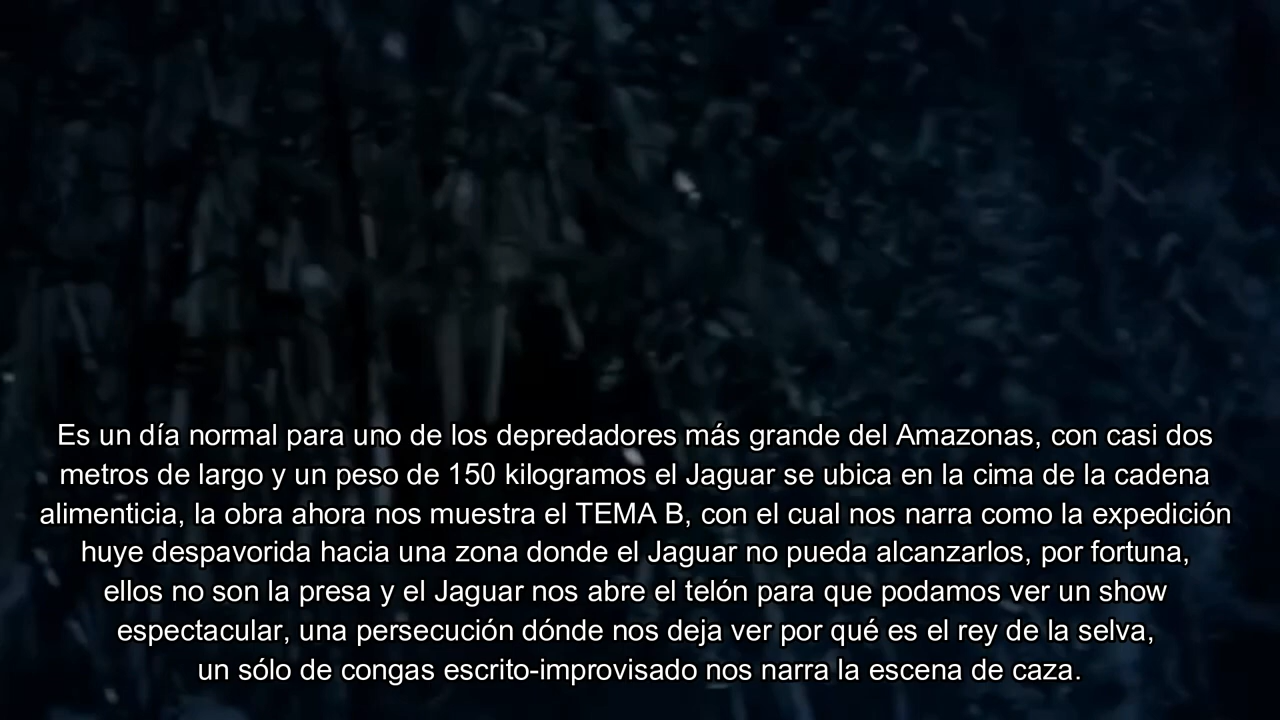 Es un día normal para uno de los depredadores más grande del Amazonas, con casi dos
metros de largo y un peso de 150 kilogramos el Jaguar se ubica en la cima de la cadena
alimenticia, la obra ahora nos muestra el TEMA B, con el cual nos narra como la expedición
huye despavorida hacia una zona donde el Jaguar no pueda alcanzarlos, por fortuna,
ellos no son la presa y el Jaguar nos abre el telón para que podamos ver un show
espectacular, una persecución dónde nos deja ver por qué es el rey de la selva,
un sólo de congas escrito-improvisado nos narra la escena de caza.